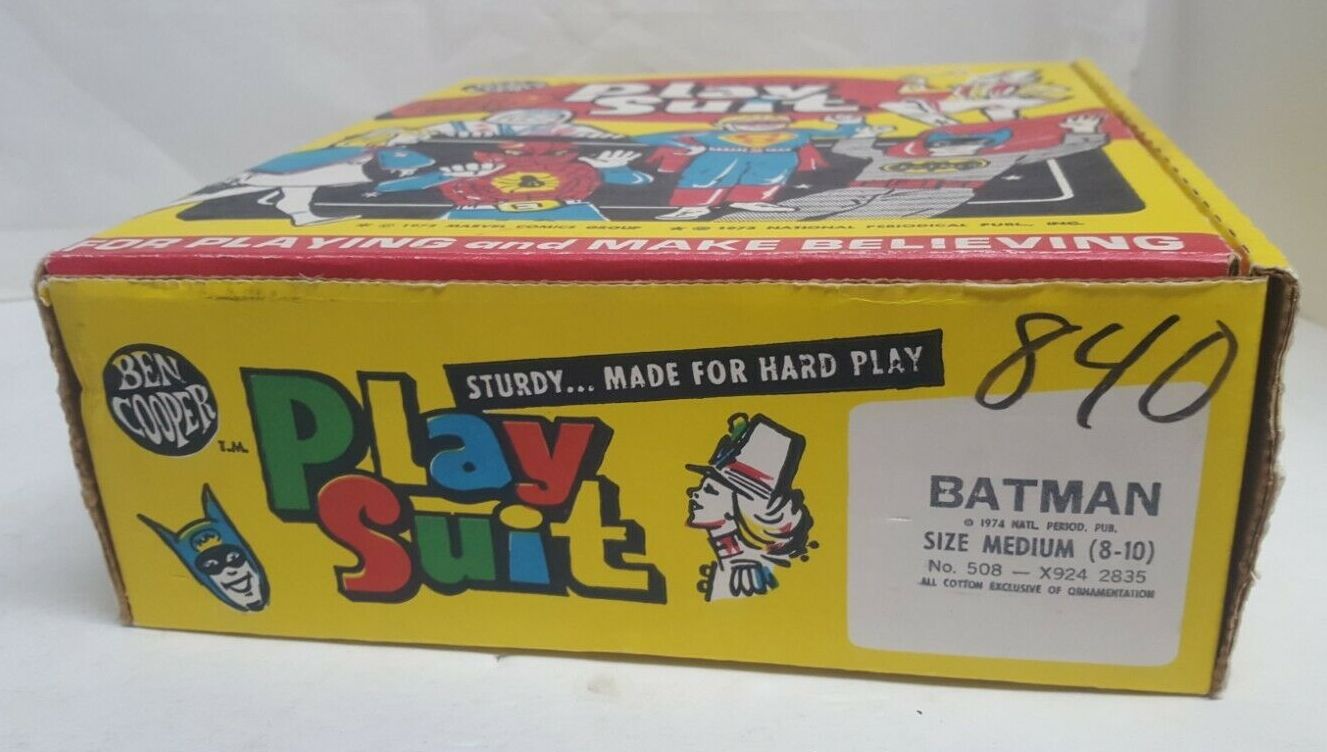 Play
Suit
* © 1973 MARVEL COMICS GROUP ★ © 1973 NATIONAL PERIODICAL PUBL., INC.
FOR PLAYING and MAKE BELIEVING
BEN
COOPER
T.M.
Play
Suit
STURDY... MADE FOR HARD PLAY
840
BATMAN
© 1974 NATL. PERIOD. PUB.
SIZE MEDIUM (8-10)
No. 508 — X924 2835
ALL COTTON EXCLUSIVE OF ORNAMENTATION